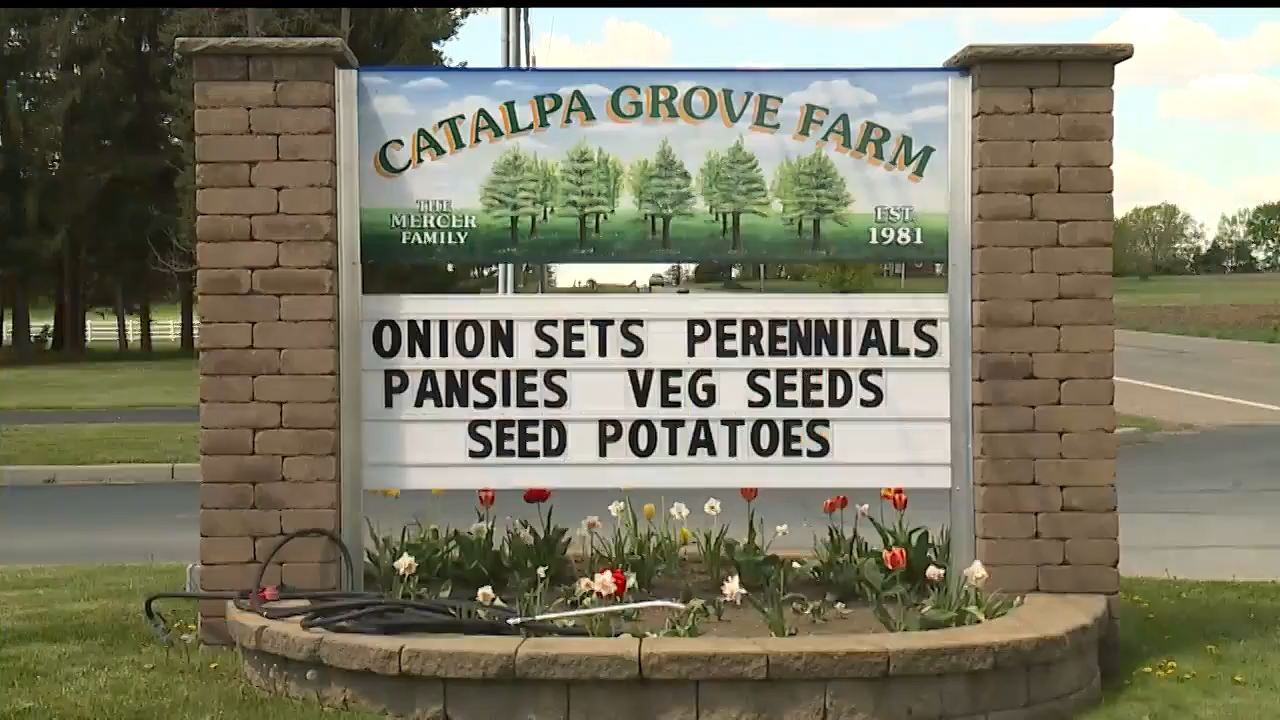 CATALPA GROVE FARM
THE
MERCER
FAMILY
EST.
1981
ONION SETS PERENNIALS
PANSIES VEG SEEDS
SEED POTATOES